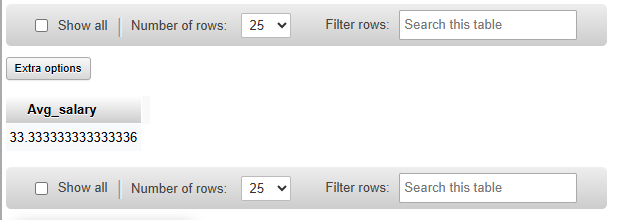 Show all Number of rows: 25 Filter rows: Search this table
Extra options
Avg_salary
33.333333333333336
Show all Number of rows: 25 Filter rows: Search this table